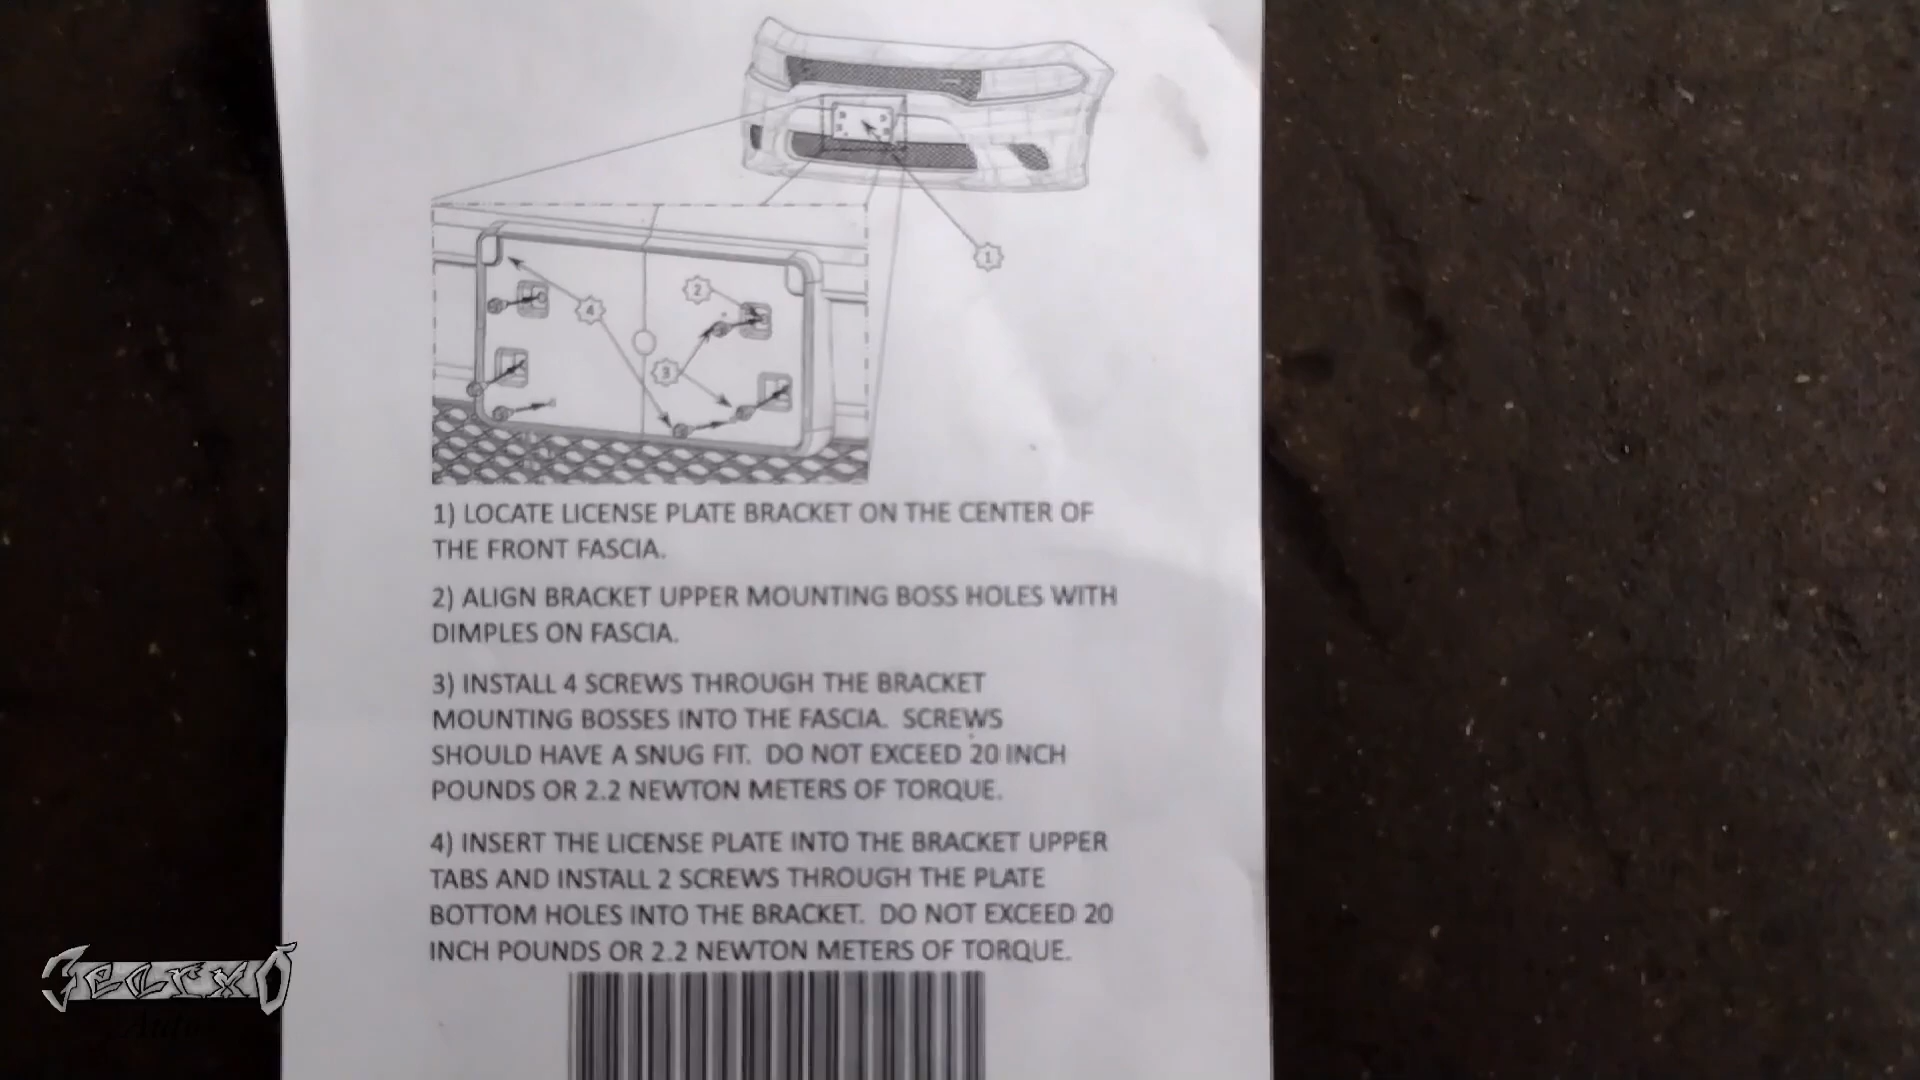 1
2
4
3
1) LOCATE LICENSE PLATE BRACKET ON THE CENTER OF
THE FRONT FASCIA.
2) ALIGN BRACKET UPPER MOUNTING BOSS HOLES WITH
DIMPLES ON FASCIA.
3) INSTALL 4 SCREWS THROUGH THE BRACKET
MOUNTING BOSSES INTO THE FASCIA. SCREWS
SHOULD HAVE A SNUG FIT. DO NOT EXCEED 20 INCH
POUNDS OR 2.2 NEWTON METERS OF TORQUE.
4) INSERT THE LICENSE PLATE INTO THE BRACKET UPPER
TABS AND INSTALL 2 SCREWS THROUGH THE PLATE
BOTTOM HOLES INTO THE BRACKET. DO NOT EXCEED 20
INCH POUNDS OR 2.2 NEWTON METERS OF TORQUE.